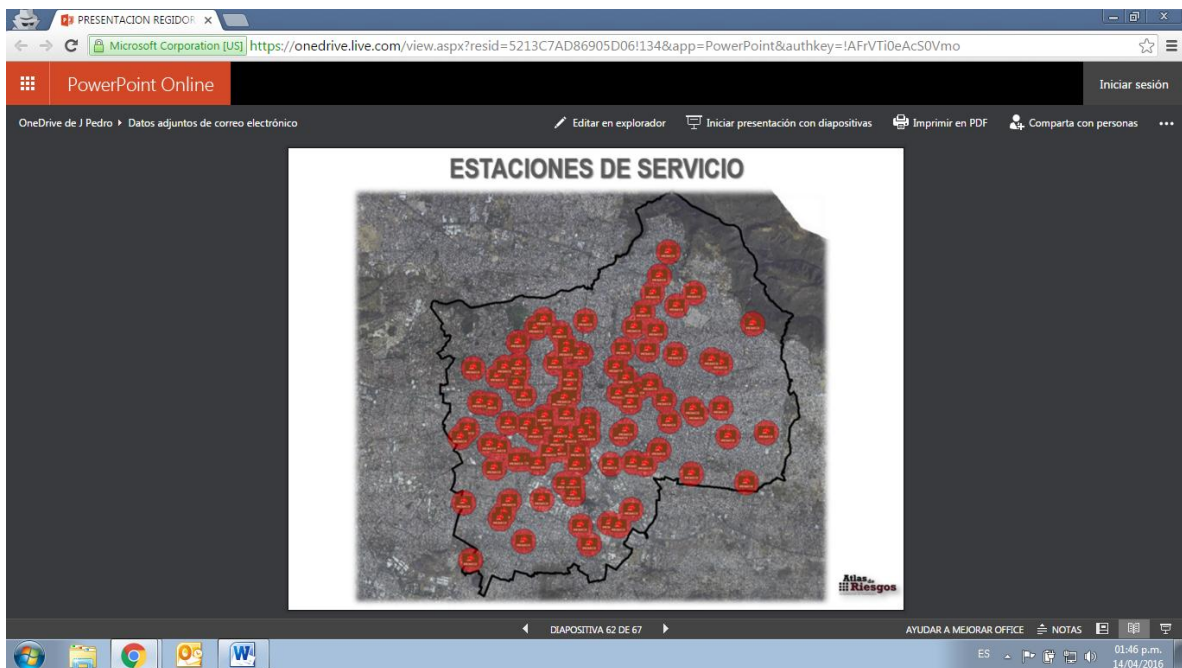 PRESENTACION REGIDOR
Microsoft Corporation [US] https://onedrive.live.com/view.aspx?resid=5213C7AD86905D06!134&app=PowerPoint&authkey=!AFrVTi0eAcS0Vmo
PowerPoint Online
Iniciar sesión
OneDrive de J Pedro ▸ Datos adjuntos de correo electrónico
Editar en explorador
Iniciar presentación con diapositivas
Imprimir en PDF
Comparta con personas
ESTACIONES DE SERVICIO
Atlas de
Riesgos
DIAPOSITIVA 62 DE 67
AYUDAR A MEJORAR OFFICE
NOTAS
ES
01:46 p.m.
14/04/2016